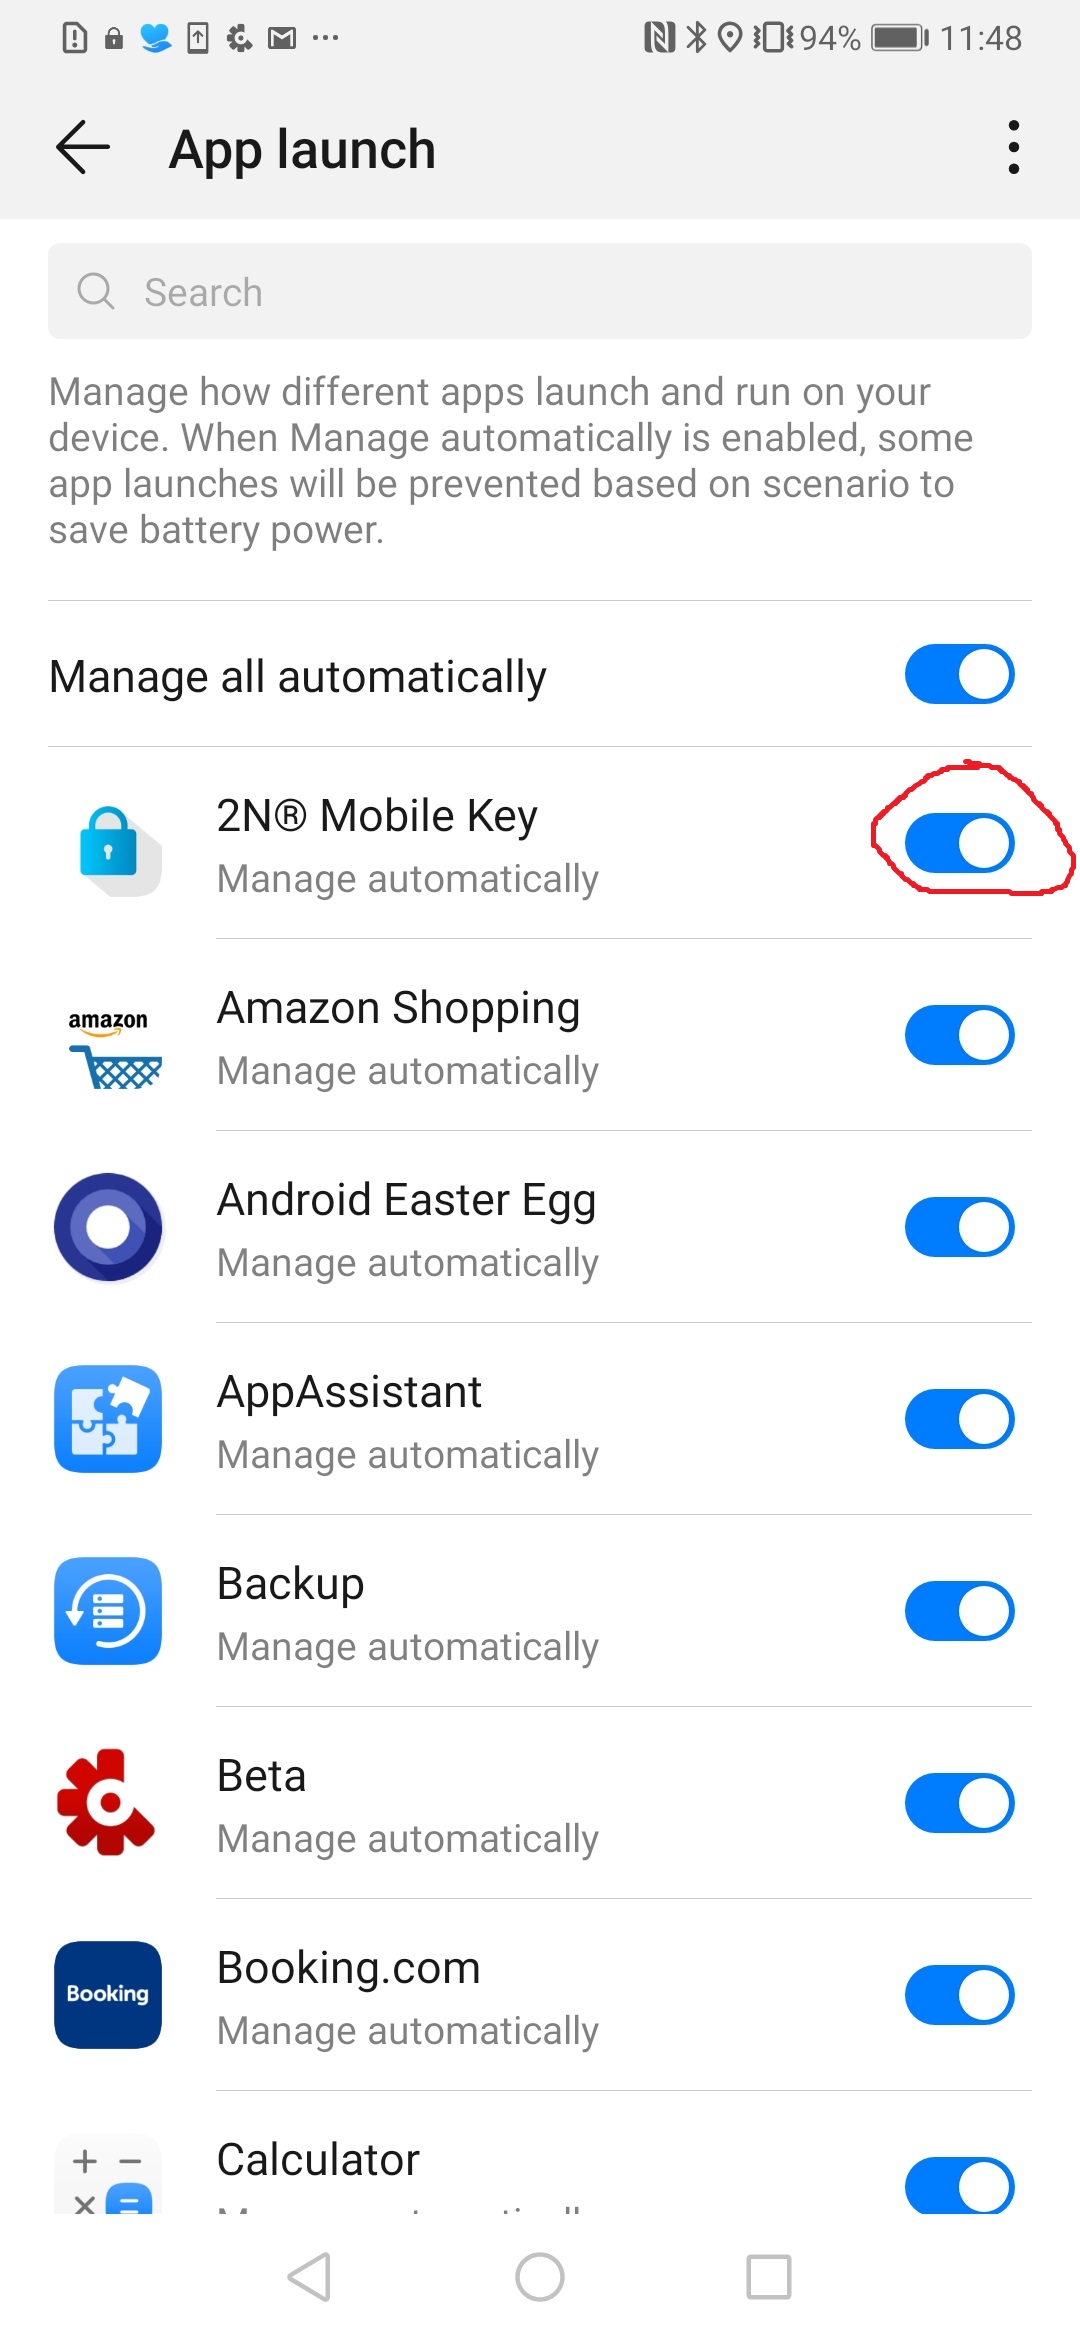 94% 11:48
App launch
Search
Manage how different apps launch and run on your
device. When Manage automatically is enabled, some
app launches will be prevented based on scenario to
save battery power.
Manage all automatically
2N® Mobile Key
Manage automatically
amazon
Amazon Shopping
Manage automatically
Android Easter Egg
Manage automatically
AppAssistant
Manage automatically
Backup
Manage automatically
Beta
Manage automatically
Booking
Booking.com
Manage automatically
Calculator